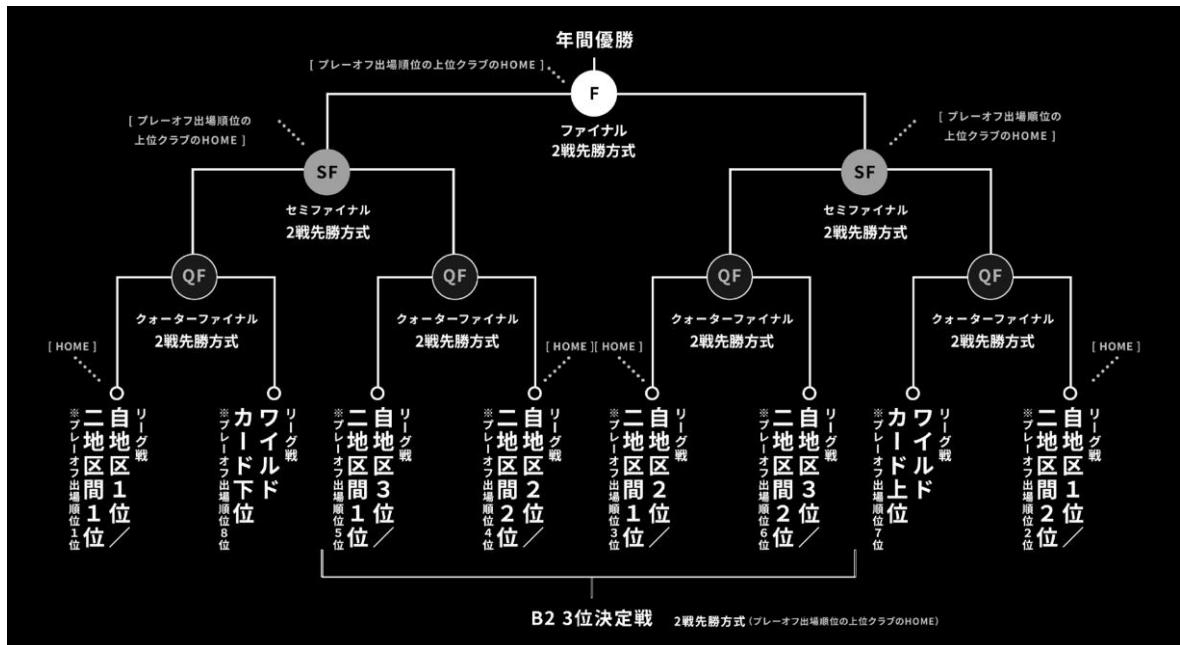 年間優勝
[ プレーオフ出場順位の上位クラブのHOME ]
F
ファイナル
2戦先勝方式
[ プレーオフ出場順位の
上位クラブのHOME ]
SF
セミファイナル
2戦先勝方式
[ プレーオフ出場順位の
上位クラブのHOME ]
SF
セミファイナル
2戦先勝方式
QF
クォーターファイナル
2戦先勝方式
QF
クォーターファイナル
2戦先勝方式
QF
クォーターファイナル
2戦先勝方式
QF
クォーターファイナル
2戦先勝方式
[ HOME ]
[ HOME ]
[ HOME ]
[ HOME ]
リーグ戦
自地区1位／
二地区間1位
※プレーオフ出場順位1位
リーグ戦
ワイルド
カード下位
※プレーオフ出場順位8位
リーグ戦
自地区3位／
二地区間1位
※プレーオフ出場順位5位
リーグ戦
自地区2位／
二地区間2位
※プレーオフ出場順位4位
リーグ戦
自地区2位／
二地区間1位
※プレーオフ出場順位3位
リーグ戦
自地区3位／
二地区間2位
※プレーオフ出場順位6位
リーグ戦
ワイルド
カード上位
※プレーオフ出場順位7位
リーグ戦
自地区1位／
二地区間2位
※プレーオフ出場順位2位
B2 3位決定戦 2戦先勝方式（プレーオフ出場順位の上位クラブのHOME）